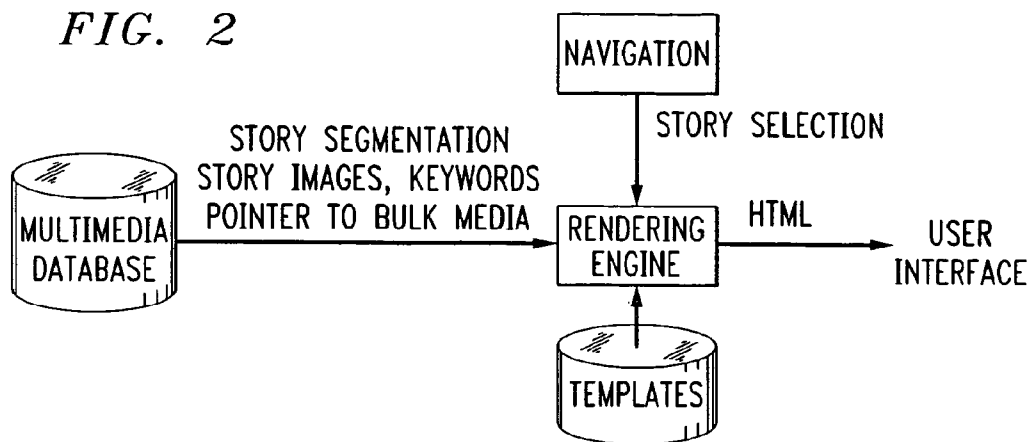 FIG. 2
NAVIGATION
STORY SELECTION
STORY SEGMENTATION
STORY IMAGES, KEYWORDS
POINTER TO BULK MEDIA
MULTIMEDIA
DATABASE
RENDERING
ENGINE
HTML
USER
INTERFACE
TEMPLATES